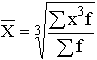 X̅ = ∛(∑x³f / ∑f)